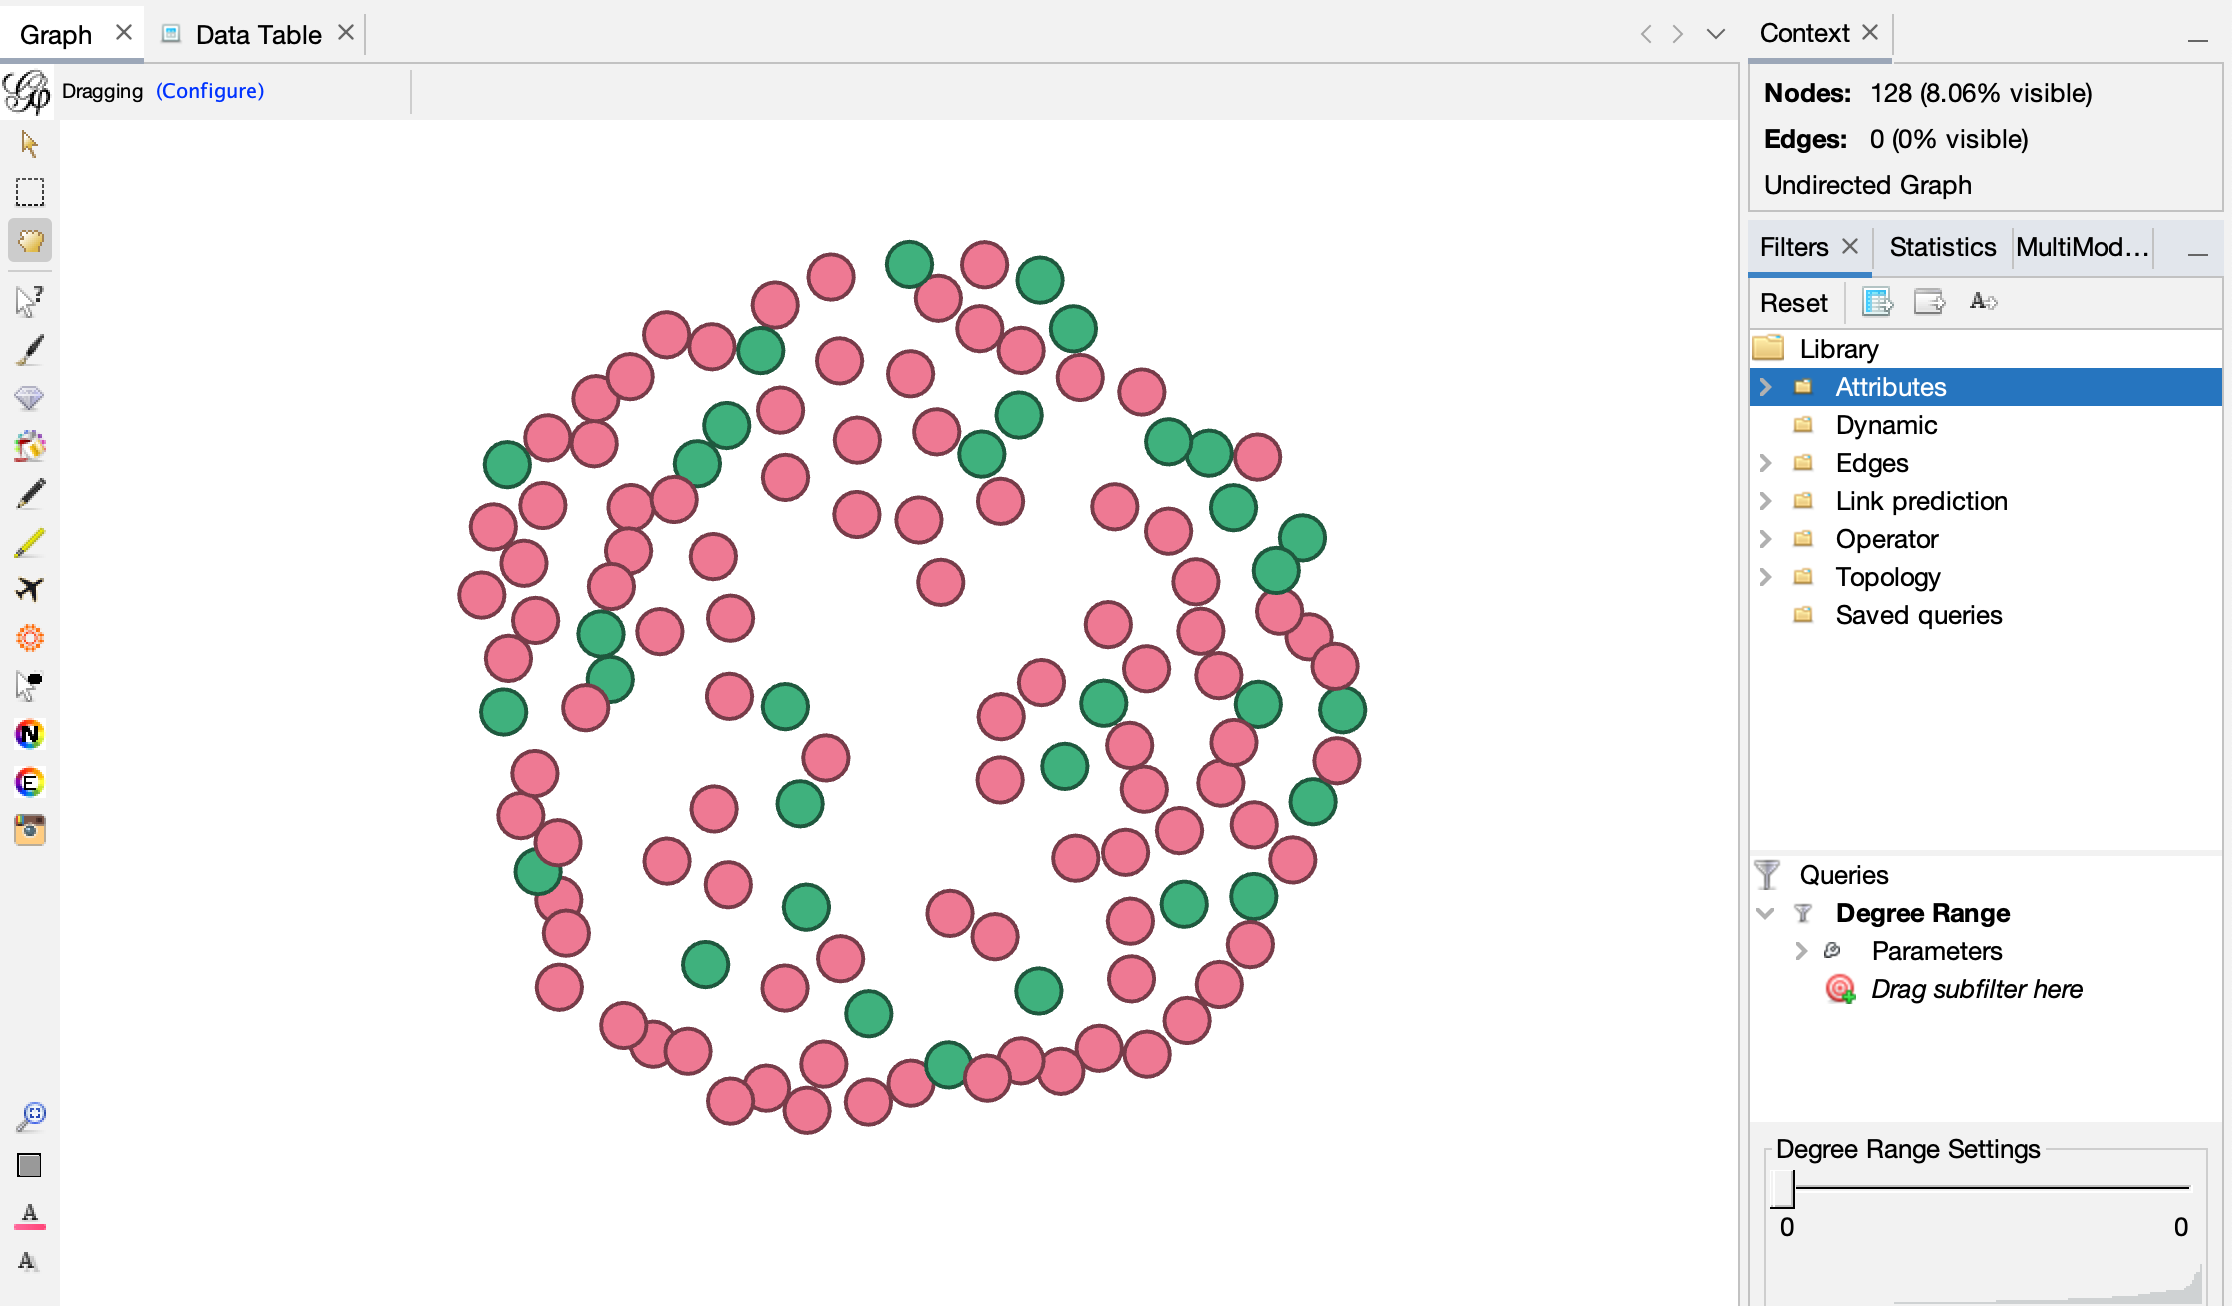 Graph
Data Table
Context
Dragging (Configure)
Nodes: 128 (8.06% visible)
Edges: 0 (0% visible)
Undirected Graph
Filters
Statistics
MultiMod...
Reset
Library
Attributes
Dynamic
Edges
Link prediction
Operator
Topology
Saved queries
Queries
Degree Range
Parameters
Drag subfilter here
Degree Range Settings
0
0